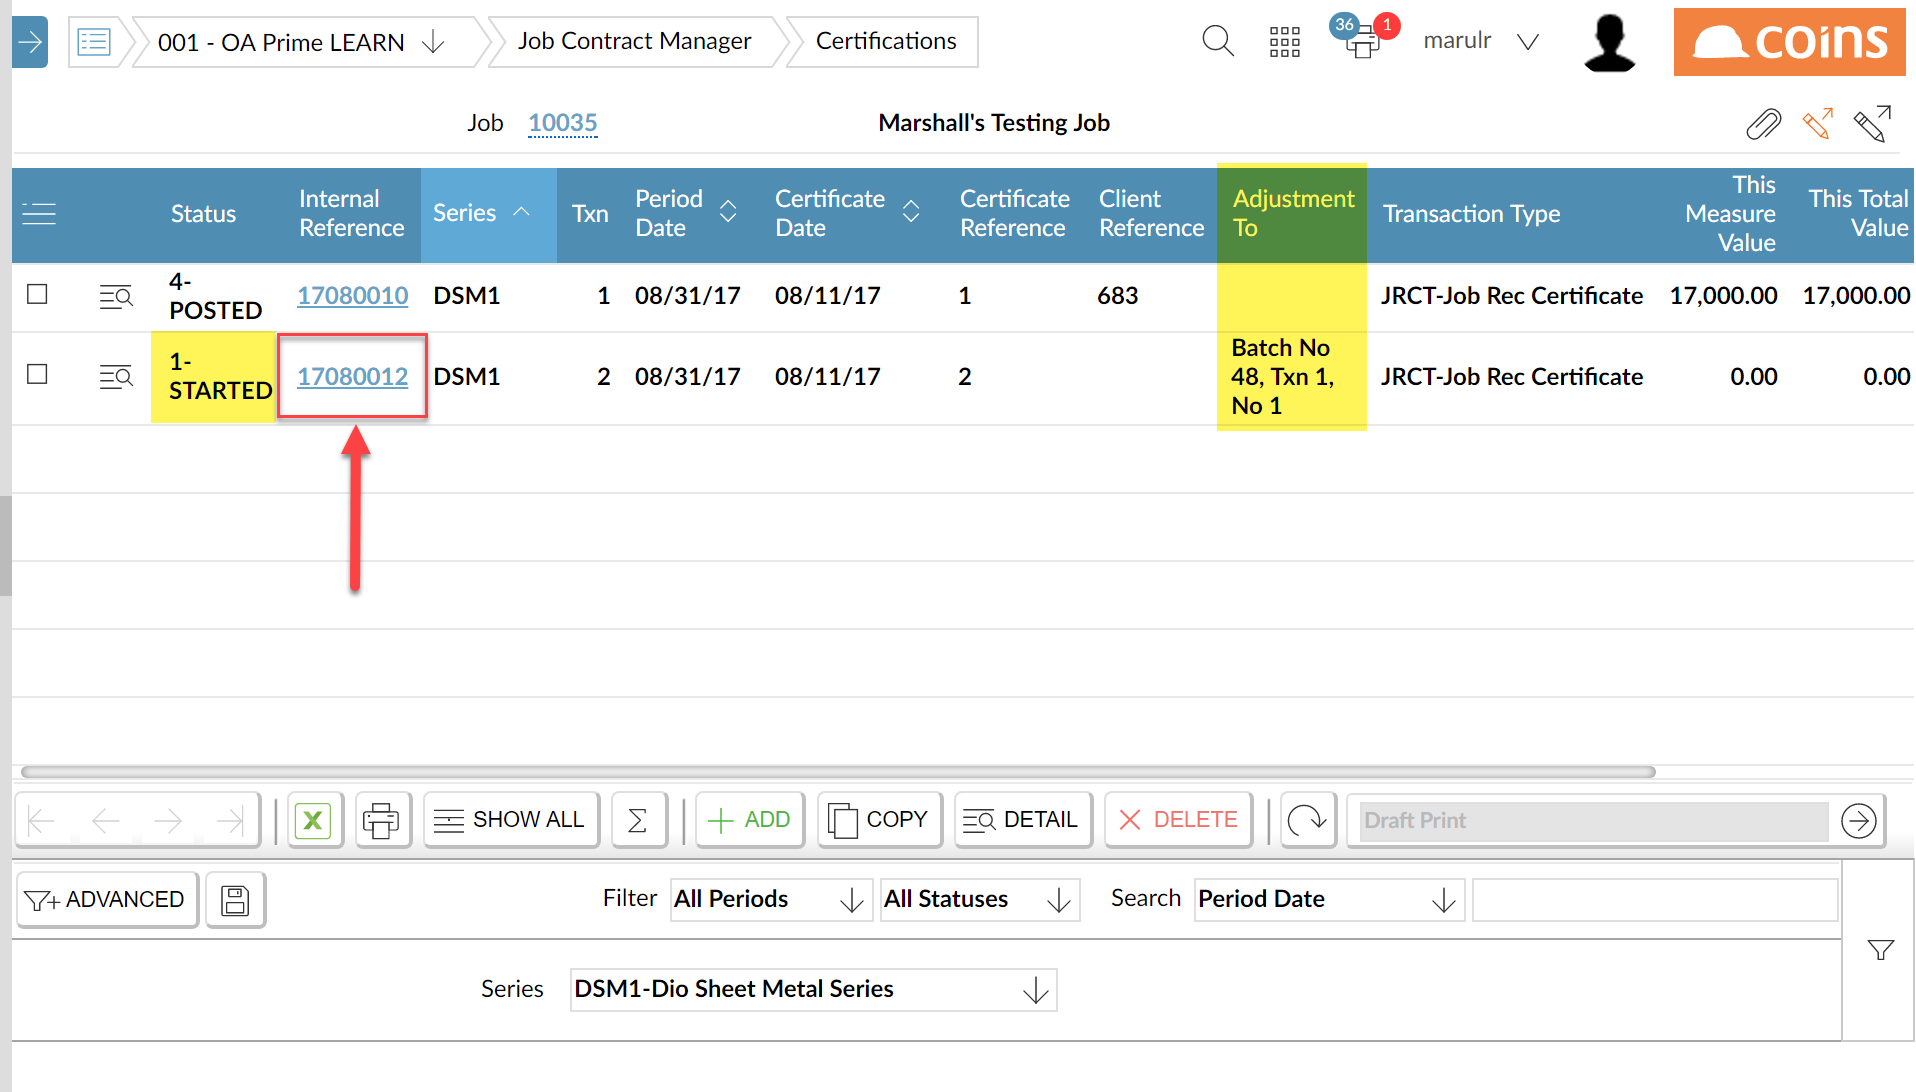 001 - OA Prime LEARN
Job Contract Manager
Certifications
36
1
marulr
coins
Job 10035 Marshall's Testing Job
Status
Internal
Reference
Series
Txn
Period
Date
Certificate
Date
Certificate
Reference
Client
Reference
Adjustment
To
Transaction Type
This
Measure
Value
This Total
Value
4-
POSTED
17080010 DSM1 1 08/31/17 08/11/17 1 683 JRCT-Job Rec Certificate 17,000.00 17,000.00
1-
STARTED
17080012 DSM1 2 08/31/17 08/11/17 2
Batch No
48, Txn 1,
No 1
JRCT-Job Rec Certificate 0.00 0.00
X SHOW ALL Σ ADD COPY DETAIL DELETE Draft Print
ADVANCED Filter All Periods All Statuses Search Period Date
Series DSM1-Dio Sheet Metal Series